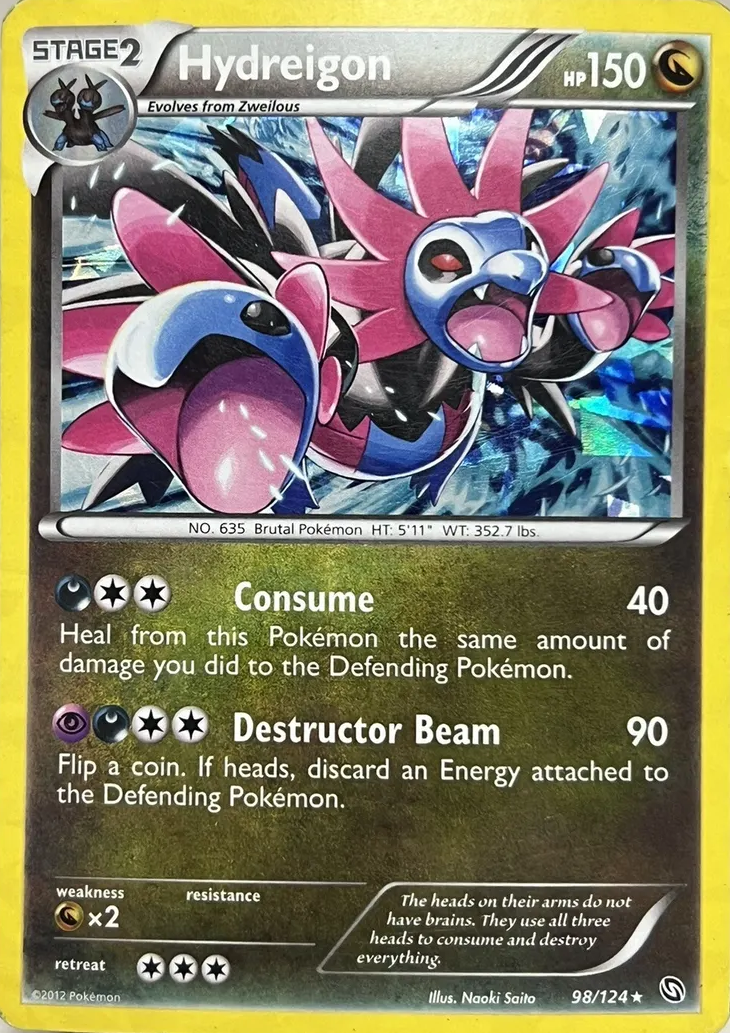 STAGE2
Hydreigon
HP150
Evolves from Zweilous
NO. 635 Brutal Pokémon HT: 5'11" WT: 352.7 lbs.
Consume 40
Heal from this Pokémon the same amount of
damage you did to the Defending Pokémon.
Destructor Beam 90
Flip a coin. If heads, discard an Energy attached to
the Defending Pokémon.
weakness resistance
×2
The heads on their arms do not
have brains. They use all three
heads to consume and destroy
everything.
retreat
©2012 Pokémon
Illus. Naoki Saito 98/124★